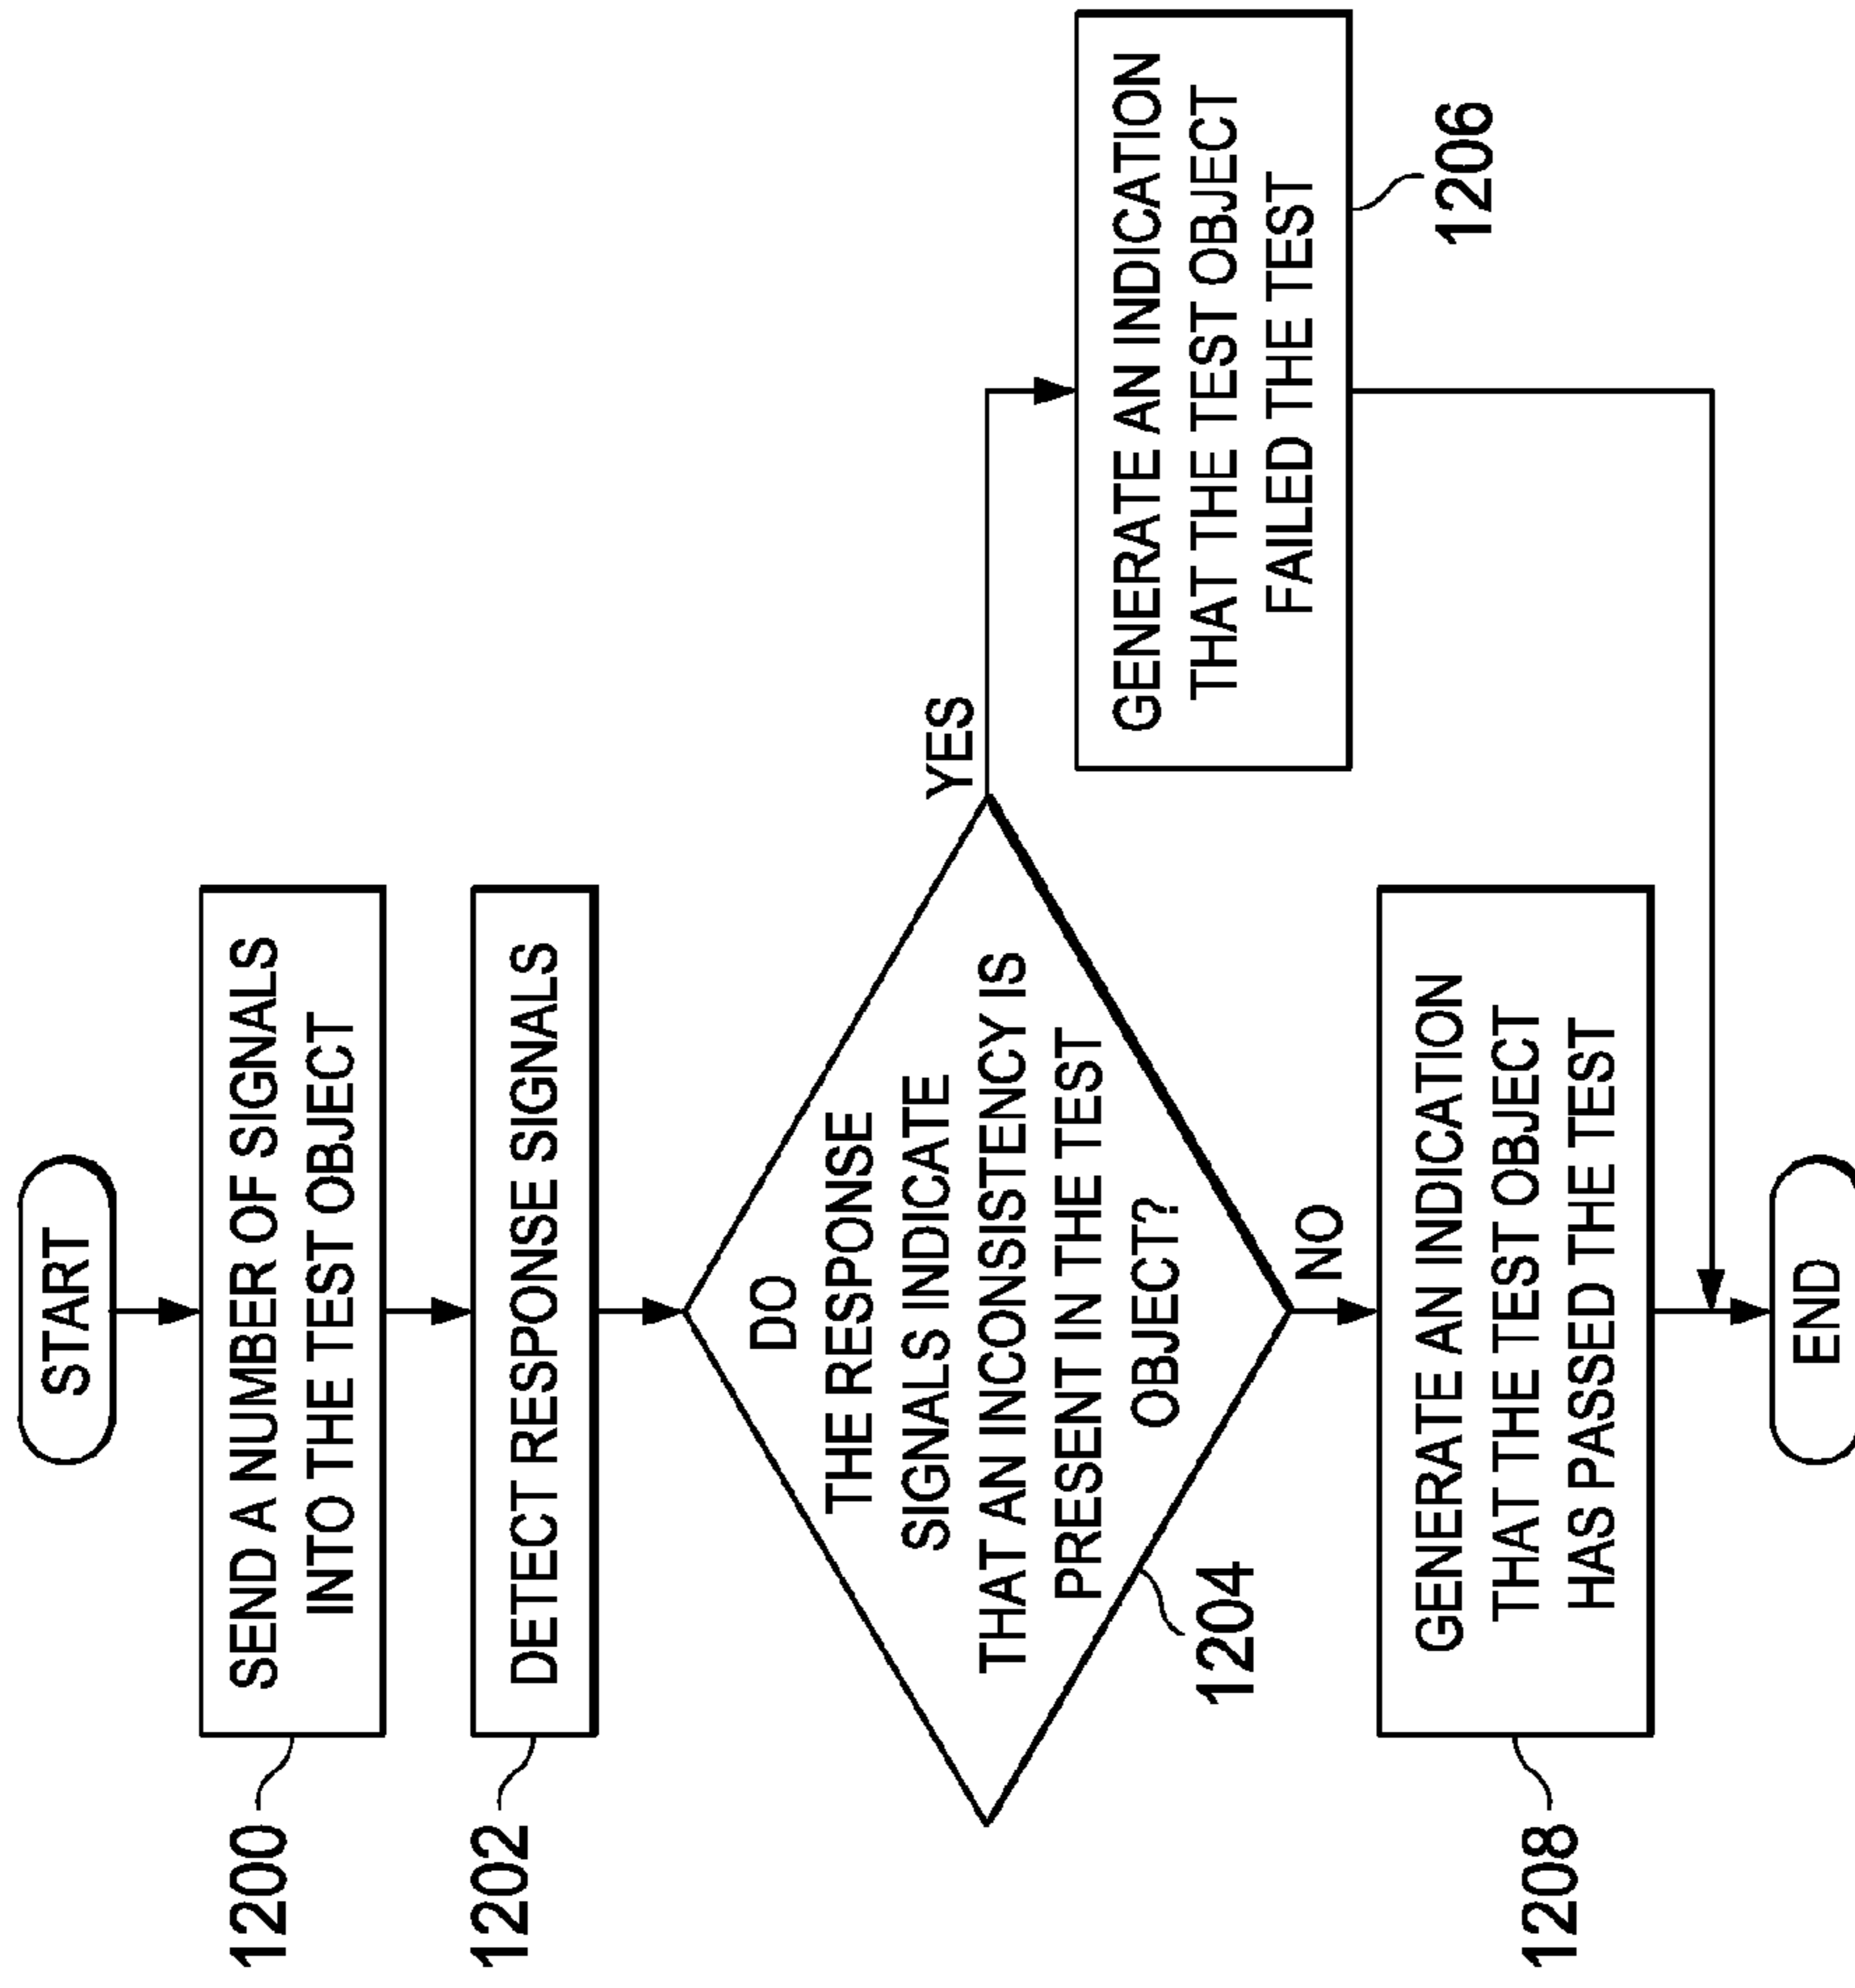 START
1200
SEND A NUMBER OF SIGNALS
INTO THE TEST OBJECT
1202
DETECT RESPONSE SIGNALS
DO
THE RESPONSE
SIGNALS INDICATE
THAT AN INCONSISTENCY IS
PRESENT IN THE TEST
OBJECT?
1204
YES
GENERATE AN INDICATION
THAT THE TEST OBJECT
FAILED THE TEST
1206
NO
1208
GENERATE AN INDICATION
THAT THE TEST OBJECT
HAS PASSED THE TEST
END